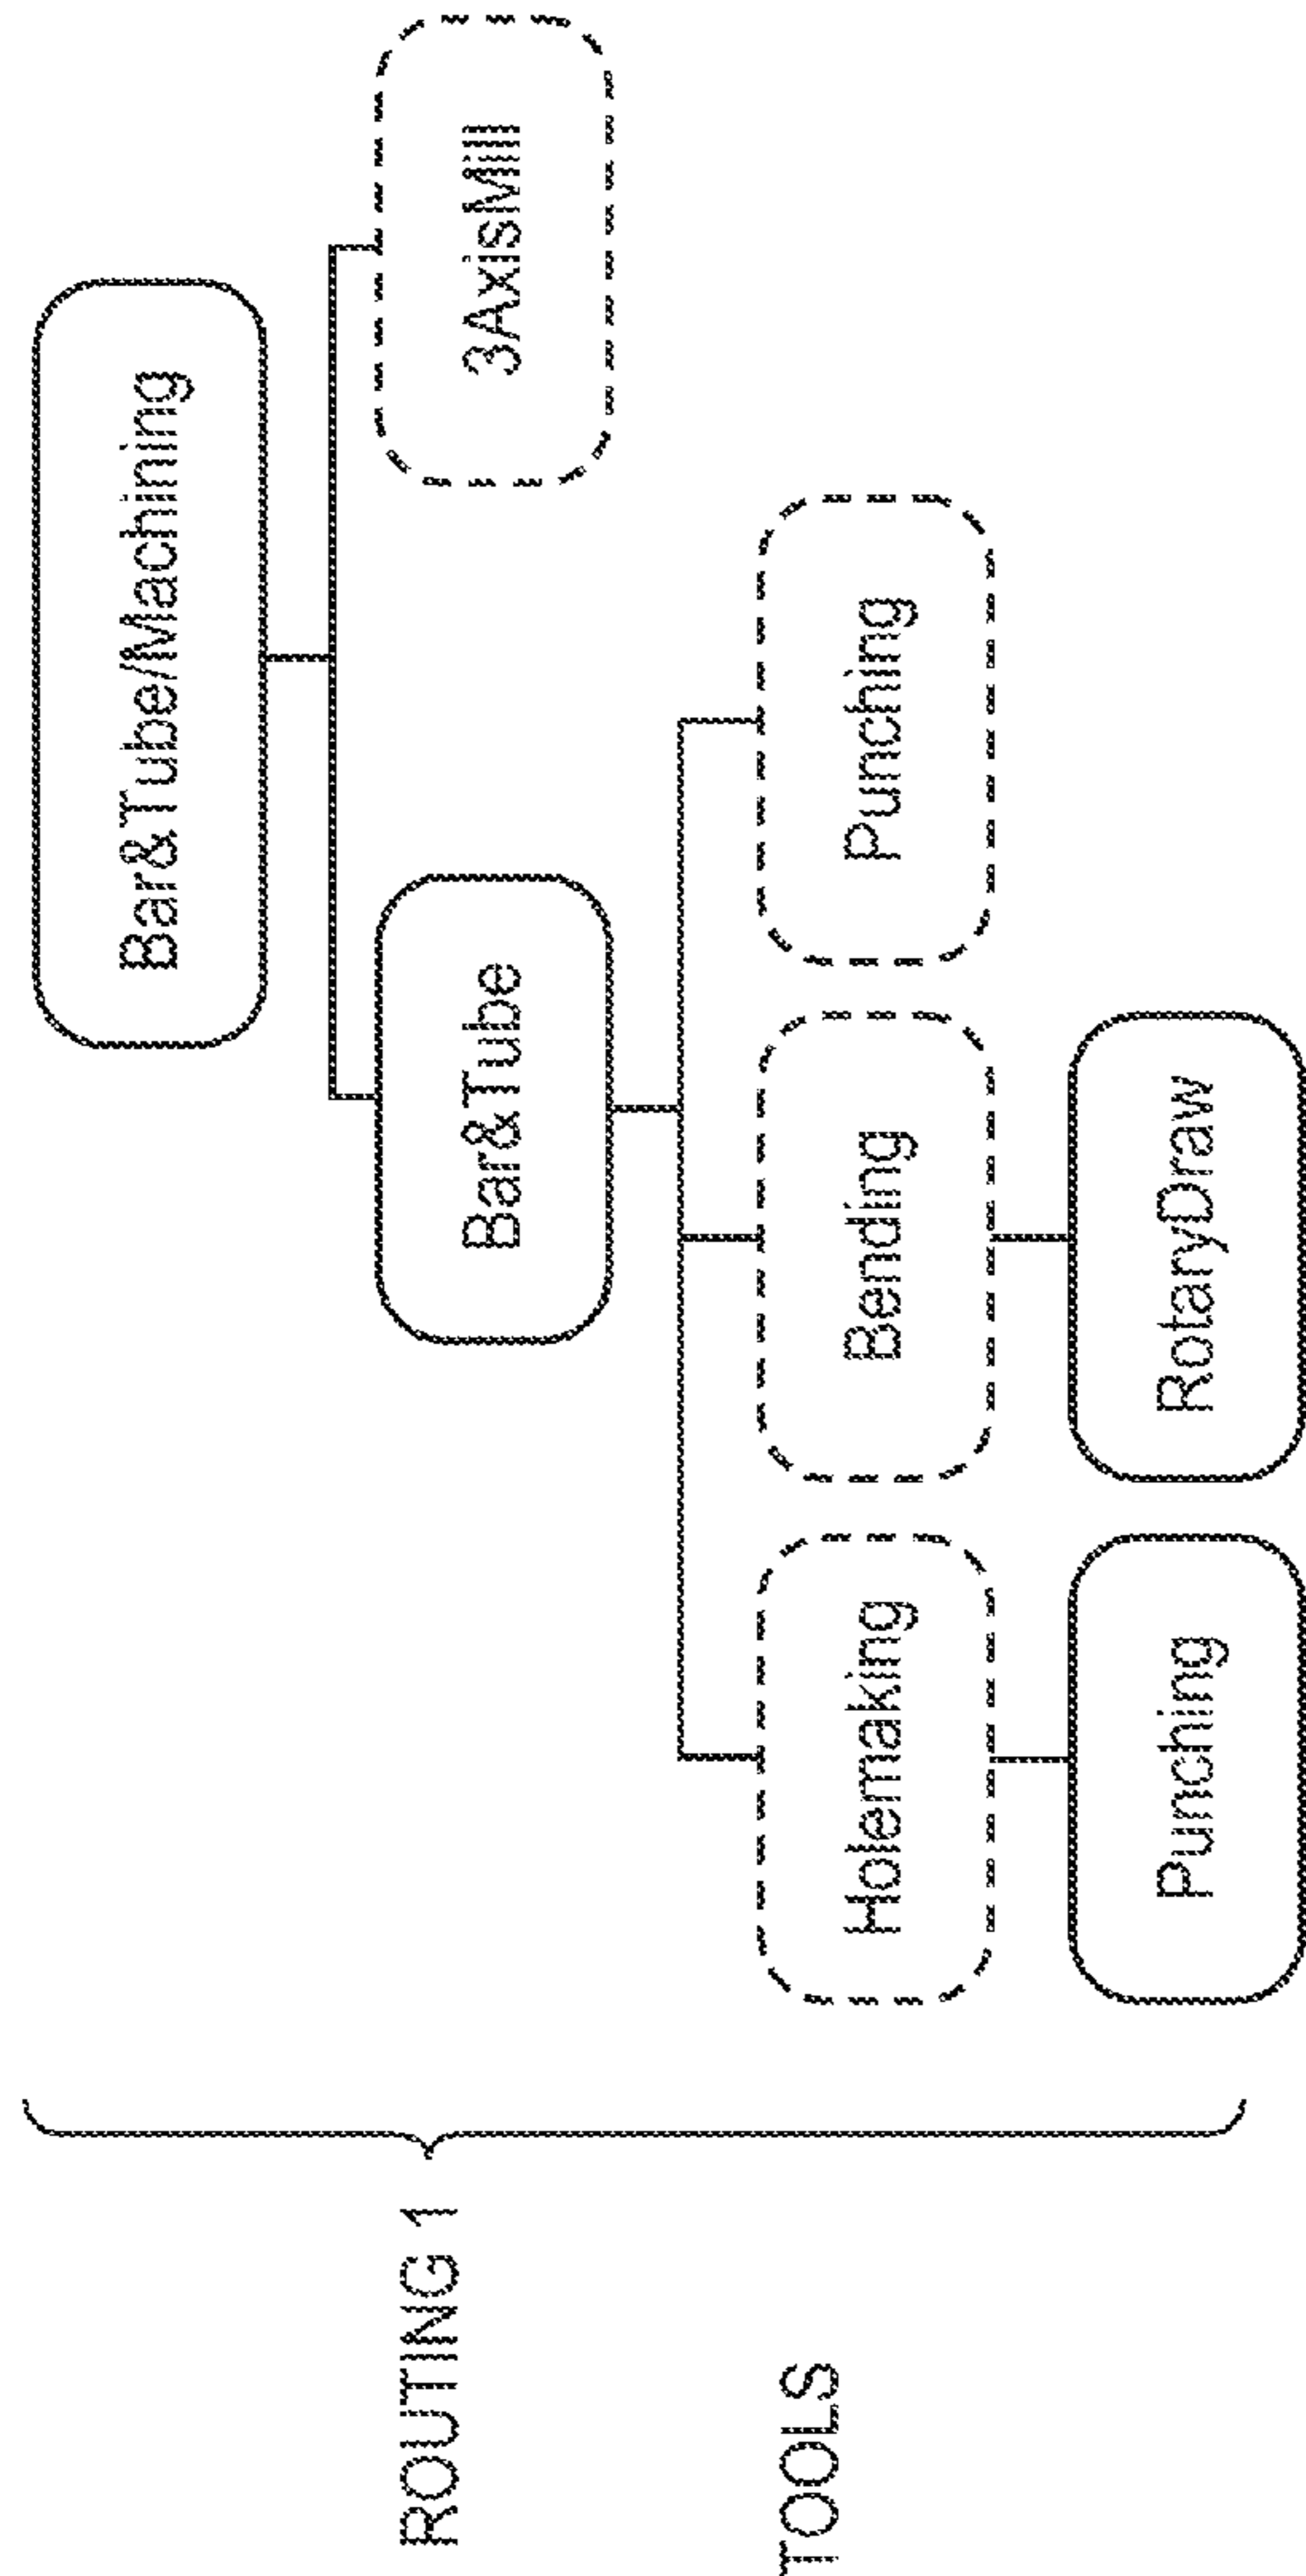 Bar&Tube/Machining
ROUTING 1
Bar&Tube
3AxisMill
TOOLS
Holemaking
Bending
Punching
Punching
RotaryDraw